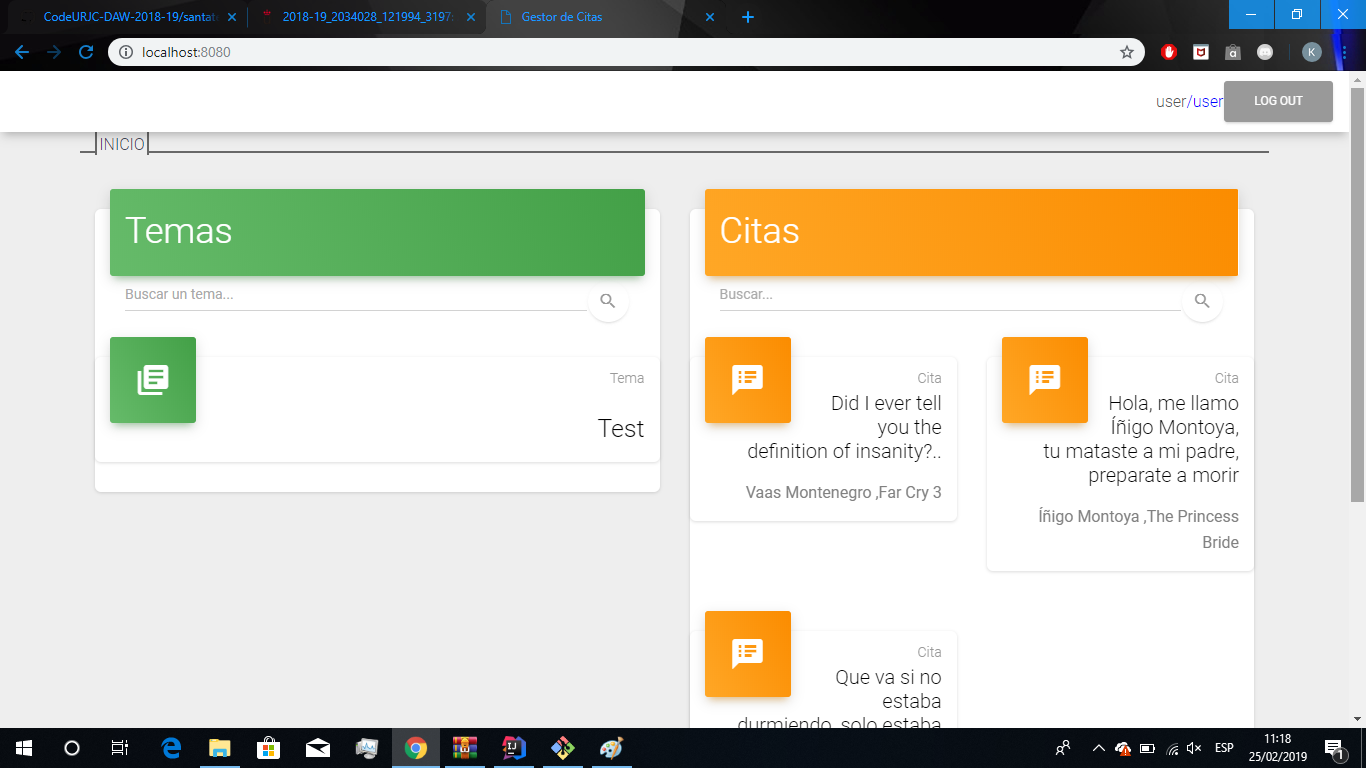 CodeURJC-DAW-2018-19/santat
2018-19_2034028_121994_3197
Gestor de Citas
localhost:8080
K
user/user
LOG OUT
INICIO
Temas
Buscar un tema...
Tema
Test
Citas
Buscar...
Cita
Did I ever tell
you the
definition of insanity?..
Vaas Montenegro ,Far Cry 3
Cita
Hola, me llamo
Íñigo Montoya,
tu mataste a mi padre,
preparate a morir
Íñigo Montoya ,The Princess
Bride
Cita
Que va si no
estaba
durmiendo, solo estaba
ESP
11:18
25/02/2019
1